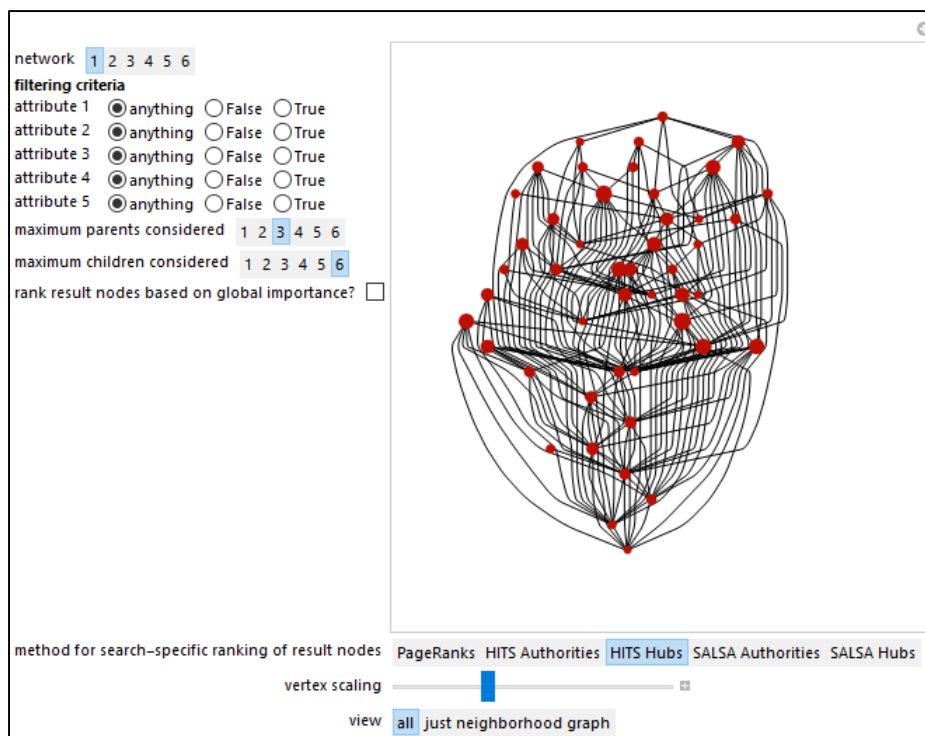 network 1 2 3 4 5 6
filtering criteria
attribute 1 anything False True
attribute 2 anything False True
attribute 3 anything False True
attribute 4 anything False True
attribute 5 anything False True
maximum parents considered 1 2 3 4 5 6
maximum children considered 1 2 3 4 5 6
rank result nodes based on global importance?
method for search-specific ranking of result nodes PageRanks HITS Authorities HITS Hubs SALSA Authorities SALSA Hubs
vertex scaling
view all just neighborhood graph